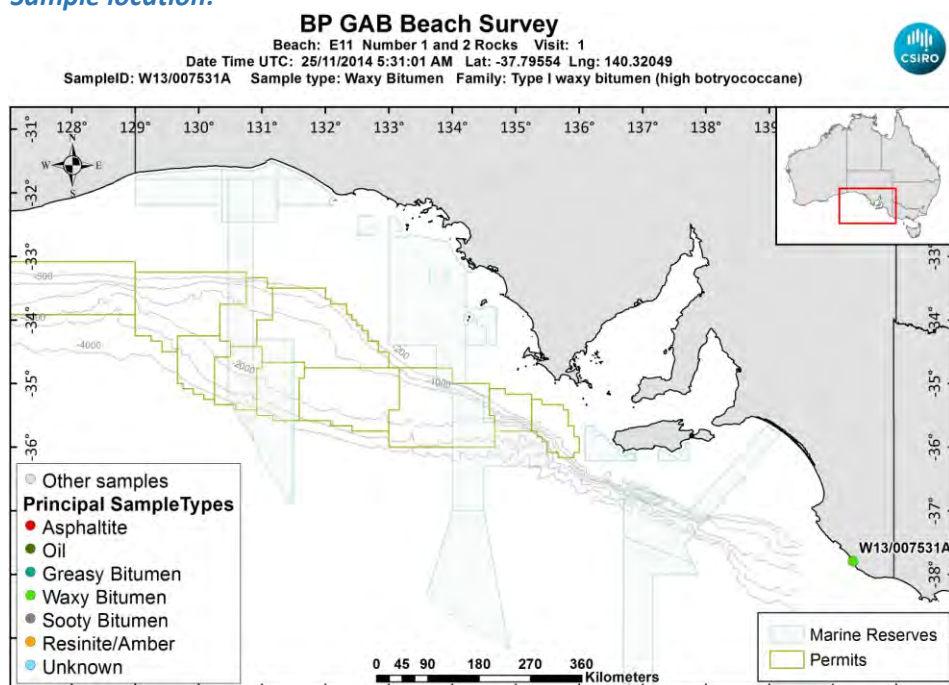 Sample location:
BP GAB Beach Survey
Beach: E11 Number 1 and 2 Rocks Visit: 1
Date Time UTC: 25/11/2014 5:31:01 AM Lat: -37.79554 Lng: 140.32049
SampleID: W13/007531A Sample type: Waxy Bitumen Family: Type I waxy bitumen (high botryococcane)
CSIRO
128° 129° 130° 131° 132° 133° 134° 135° 136° 137° 138° 139
-31°
-32°
-33°
-34°
-35°
-36°
-37°
-38°
N
W E
S
-33°
-34°
-35°
-36°
-37°
-38°
-4000
-2000
-200
-1000
W13/007531A
Other samples
Principal SampleTypes
Asphaltite
Oil
Greasy Bitumen
Waxy Bitumen
Sooty Bitumen
Resinite/Amber
Unknown
0 45 90 180 270 360
Kilometers
Marine Reserves
Permits